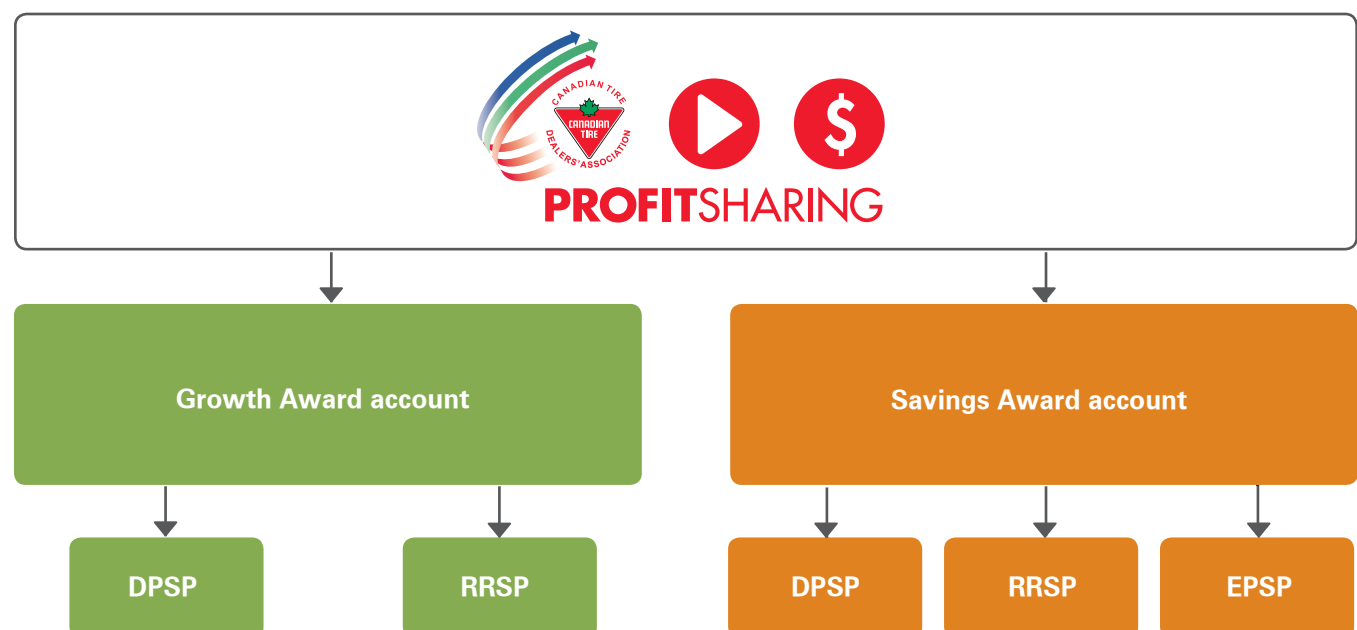 CANADIAN TIRE
CANADIAN
TIRE
DEALERS' ASSOCIATION
$
PROFITSHARING
Growth Award account
Savings Award account
DPSP
RRSP
DPSP
RRSP
EPSP